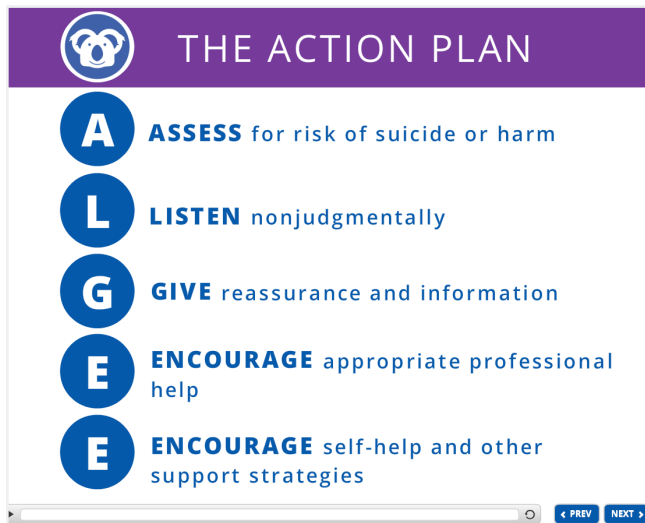 THE ACTION PLAN
A
ASSESS for risk of suicide or harm
L
LISTEN nonjudgmentally
G
GIVE reassurance and information
E
ENCOURAGE appropriate professional
help
E
ENCOURAGE self-help and other
support strategies
PREV
NEXT